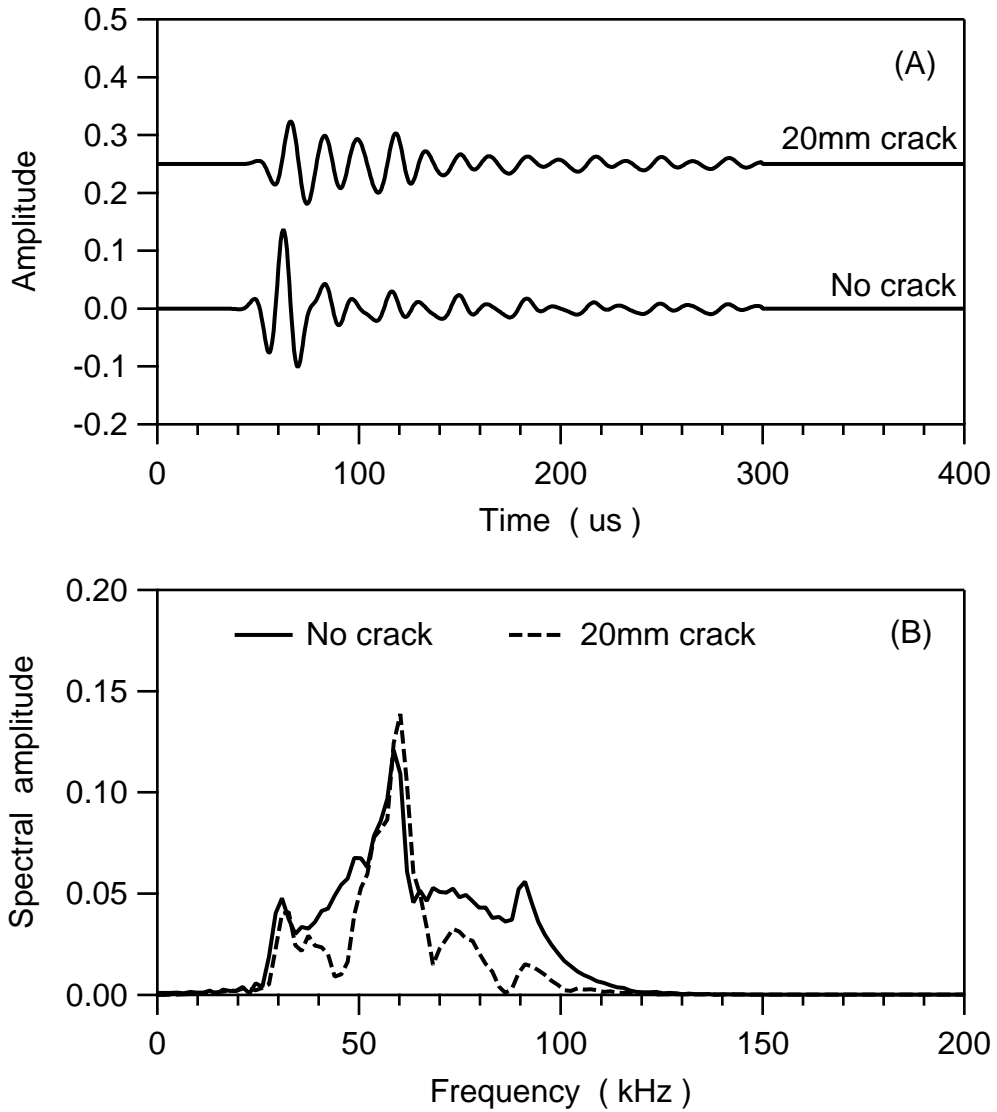 0.5
(A)
0.4
0.3
20mm crack
0.2
0.1
No crack
0.0
-0.1
-0.2
Amplitude
0 100 200 300 400
Time ( us )
0.20
No crack 20mm crack (B)
0.15
0.10
0.05
0.00
Spectral amplitude
0 50 100 150 200
Frequency ( kHz )